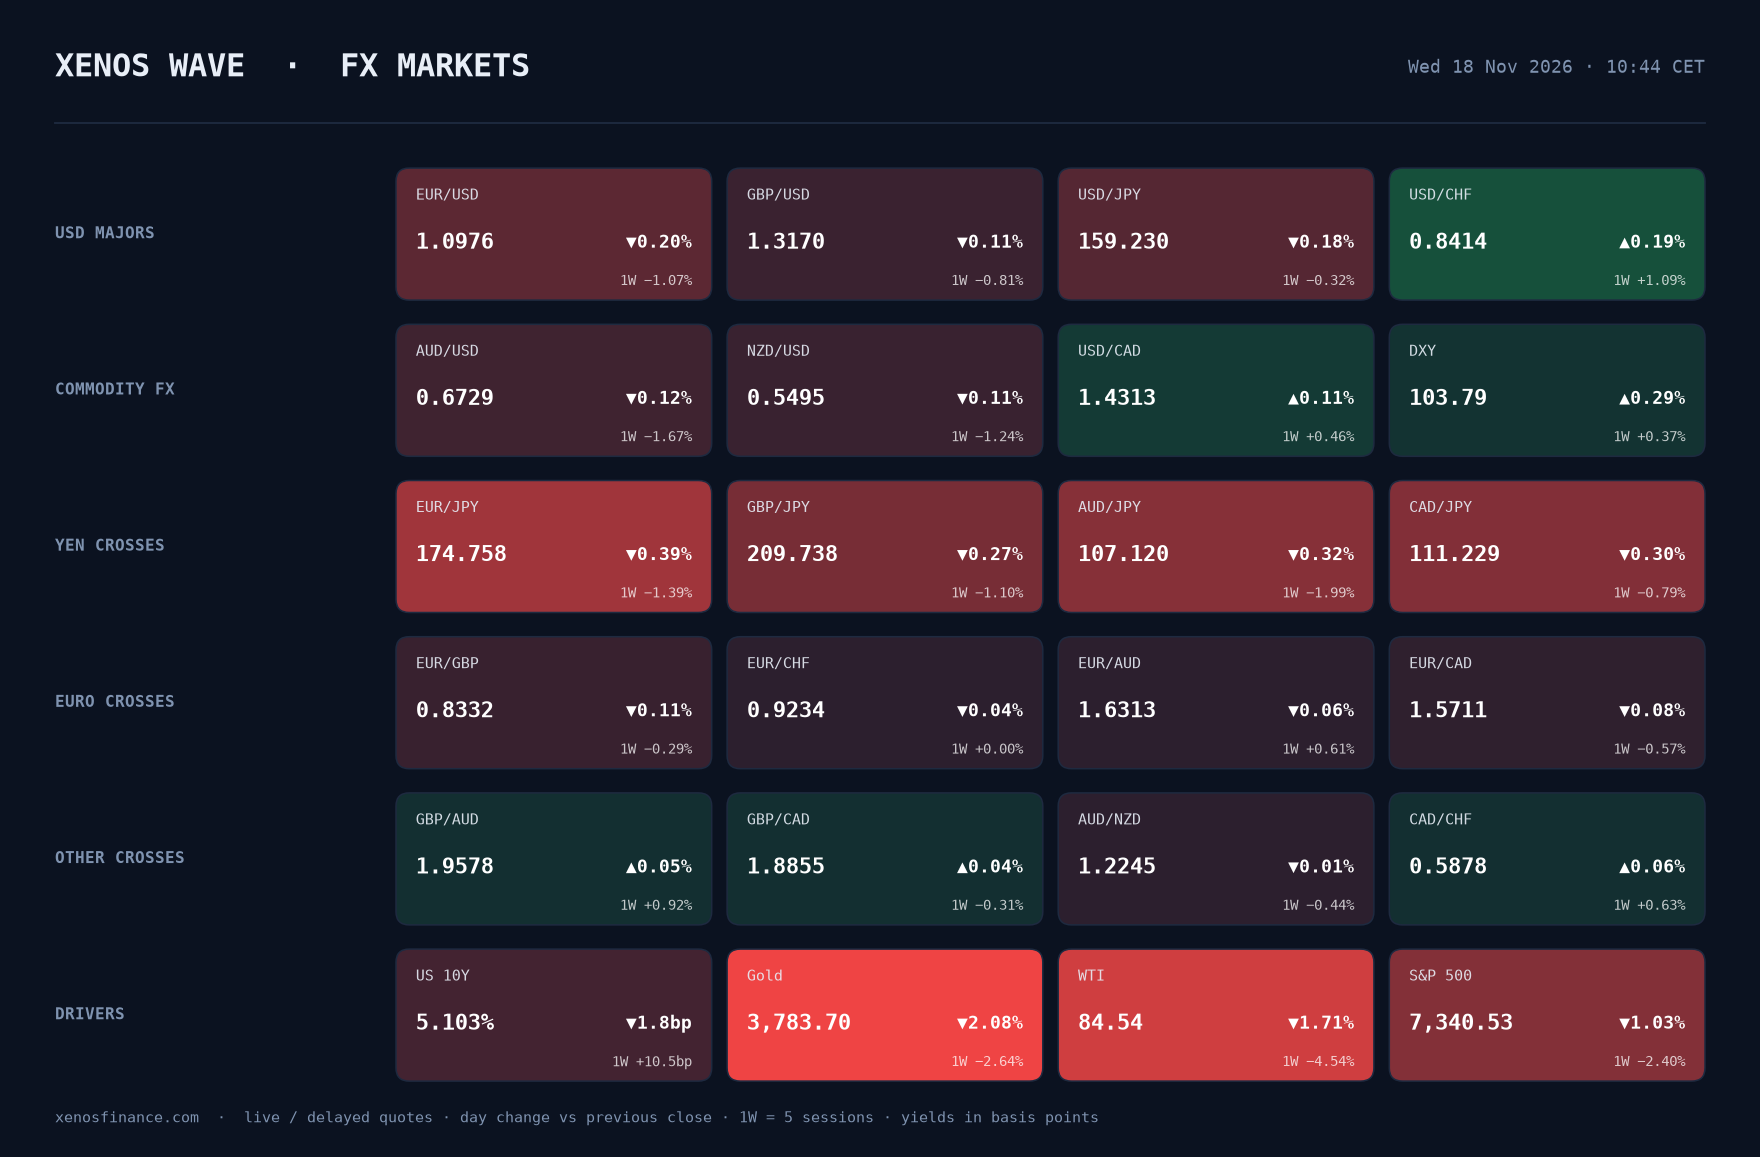 XENOS WAVE · FX MARKETS
Wed 18 Nov 2026 · 10:44 CET
USD MAJORS
EUR/USD
1.0976 ▼0.20%
1W −1.07%
GBP/USD
1.3170 ▼0.11%
1W −0.81%
USD/JPY
159.230 ▼0.18%
1W −0.32%
USD/CHF
0.8414 ▲0.19%
1W +1.09%
COMMODITY FX
AUD/USD
0.6729 ▼0.12%
1W −1.67%
NZD/USD
0.5495 ▼0.11%
1W −1.24%
USD/CAD
1.4313 ▲0.11%
1W +0.46%
DXY
103.79 ▲0.29%
1W +0.37%
YEN CROSSES
EUR/JPY
174.758 ▼0.39%
1W −1.39%
GBP/JPY
209.738 ▼0.27%
1W −1.10%
AUD/JPY
107.120 ▼0.32%
1W −1.99%
CAD/JPY
111.229 ▼0.30%
1W −0.79%
EURO CROSSES
EUR/GBP
0.8332 ▼0.11%
1W −0.29%
EUR/CHF
0.9234 ▼0.04%
1W +0.00%
EUR/AUD
1.6313 ▼0.06%
1W +0.61%
EUR/CAD
1.5711 ▼0.08%
1W −0.57%
OTHER CROSSES
GBP/AUD
1.9578 ▲0.05%
1W +0.92%
GBP/CAD
1.8855 ▲0.04%
1W −0.31%
AUD/NZD
1.2245 ▼0.01%
1W −0.44%
CAD/CHF
0.5878 ▲0.06%
1W +0.63%
DRIVERS
US 10Y
5.103% ▼1.8bp
1W +10.5bp
Gold
3,783.70 ▼2.08%
1W −2.64%
WTI
84.54 ▼1.71%
1W −4.54%
S&P 500
7,340.53 ▼1.03%
1W −2.40%
xenosfinance.com · live / delayed quotes · day change vs previous close · 1W = 5 sessions · yields in basis points